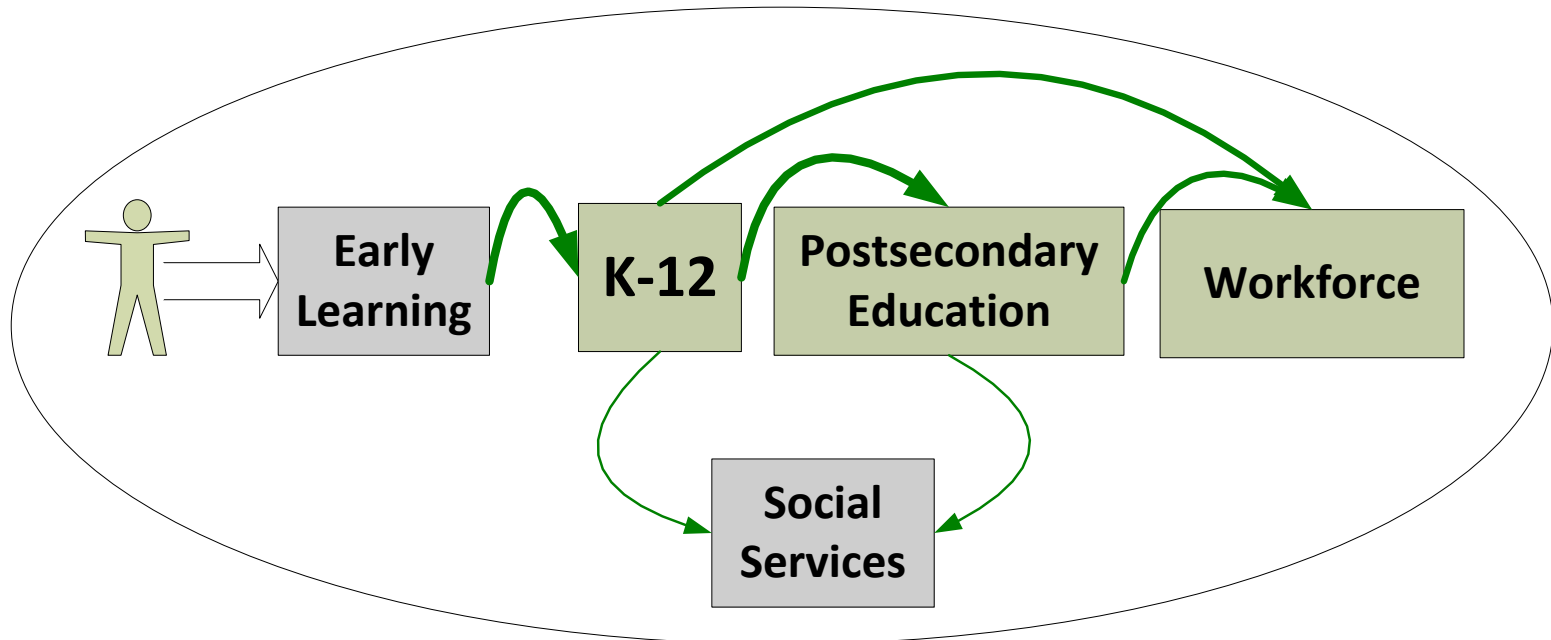 Early
Learning
K-12
Postsecondary
Education
Workforce
Social
Services